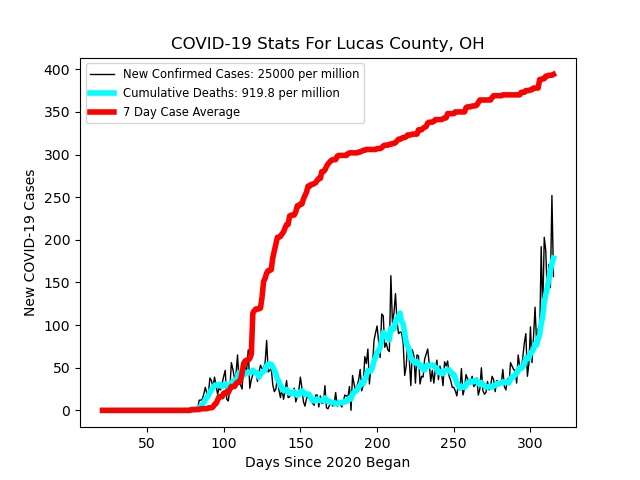 COVID-19 Stats For Lucas County, OH
New Confirmed Cases: 25000 per million
Cumulative Deaths: 919.8 per million
7 Day Case Average
400
350
300
250
200
150
100
50
0
New COVID-19 Cases
50 100 150 200 250 300
Days Since 2020 Began